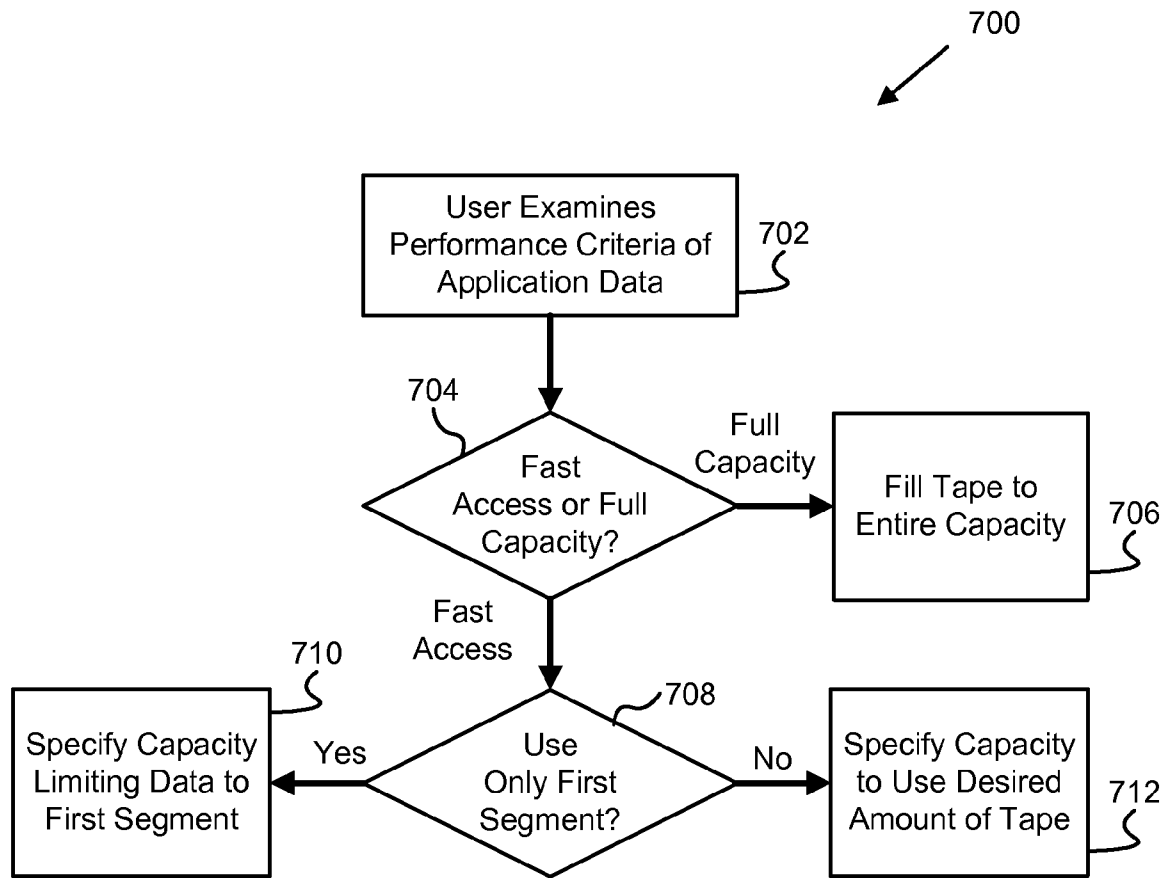 700
User Examines
Performance Criteria of
Application Data
702
704
Fast
Access or Full
Capacity?
Full
Capacity
Fill Tape to
Entire Capacity
706
Fast
Access
710
Specify Capacity
Limiting Data to
First Segment
Yes
708
Use
Only First
Segment?
No
Specify Capacity
to Use Desired
Amount of Tape
712